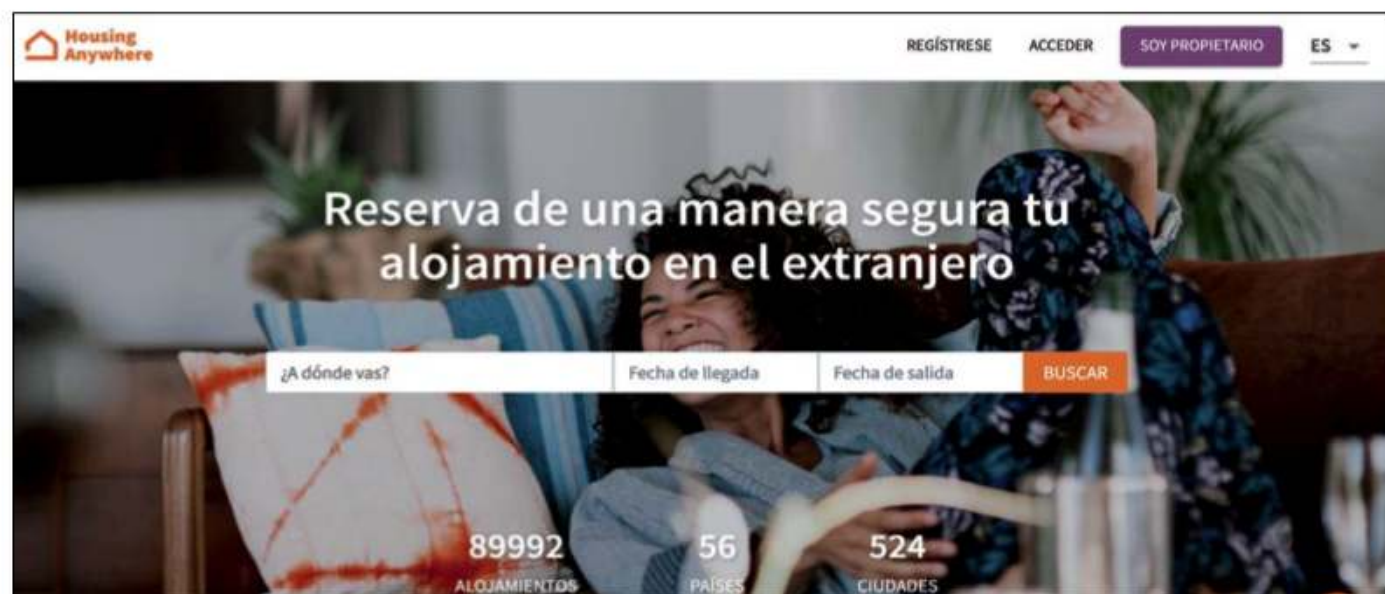 Housing
Anywhere
REGÍSTRESE
ACCEDER
SOY PROPIETARIO
ES
Reserva de una manera segura tu
alojamiento en el extranjero
¿A dónde vas?
Fecha de llegada
Fecha de salida
BUSCAR
89992
56
524
ALOJAMIENTOS
PAÍSES
CIUDADES